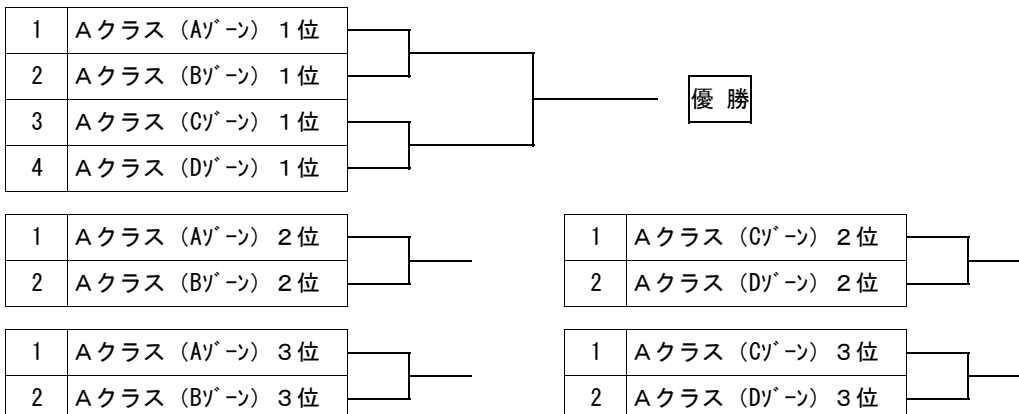 1 Aクラス (Aｿﾞｰﾝ) 1位
2 Aクラス (Bｿﾞｰﾝ) 1位
優 勝
3 Aクラス (Cｿﾞｰﾝ) 1位
4 Aクラス (Dｿﾞｰﾝ) 1位
1 Aクラス (Aｿﾞｰﾝ) 2位
2 Aクラス (Bｿﾞｰﾝ) 2位
1 Aクラス (Cｿﾞｰﾝ) 2位
2 Aクラス (Dｿﾞｰﾝ) 2位
1 Aクラス (Aｿﾞｰﾝ) 3位
2 Aクラス (Bｿﾞｰﾝ) 3位
1 Aクラス (Cｿﾞｰﾝ) 3位
2 Aクラス (Dｿﾞｰﾝ) 3位